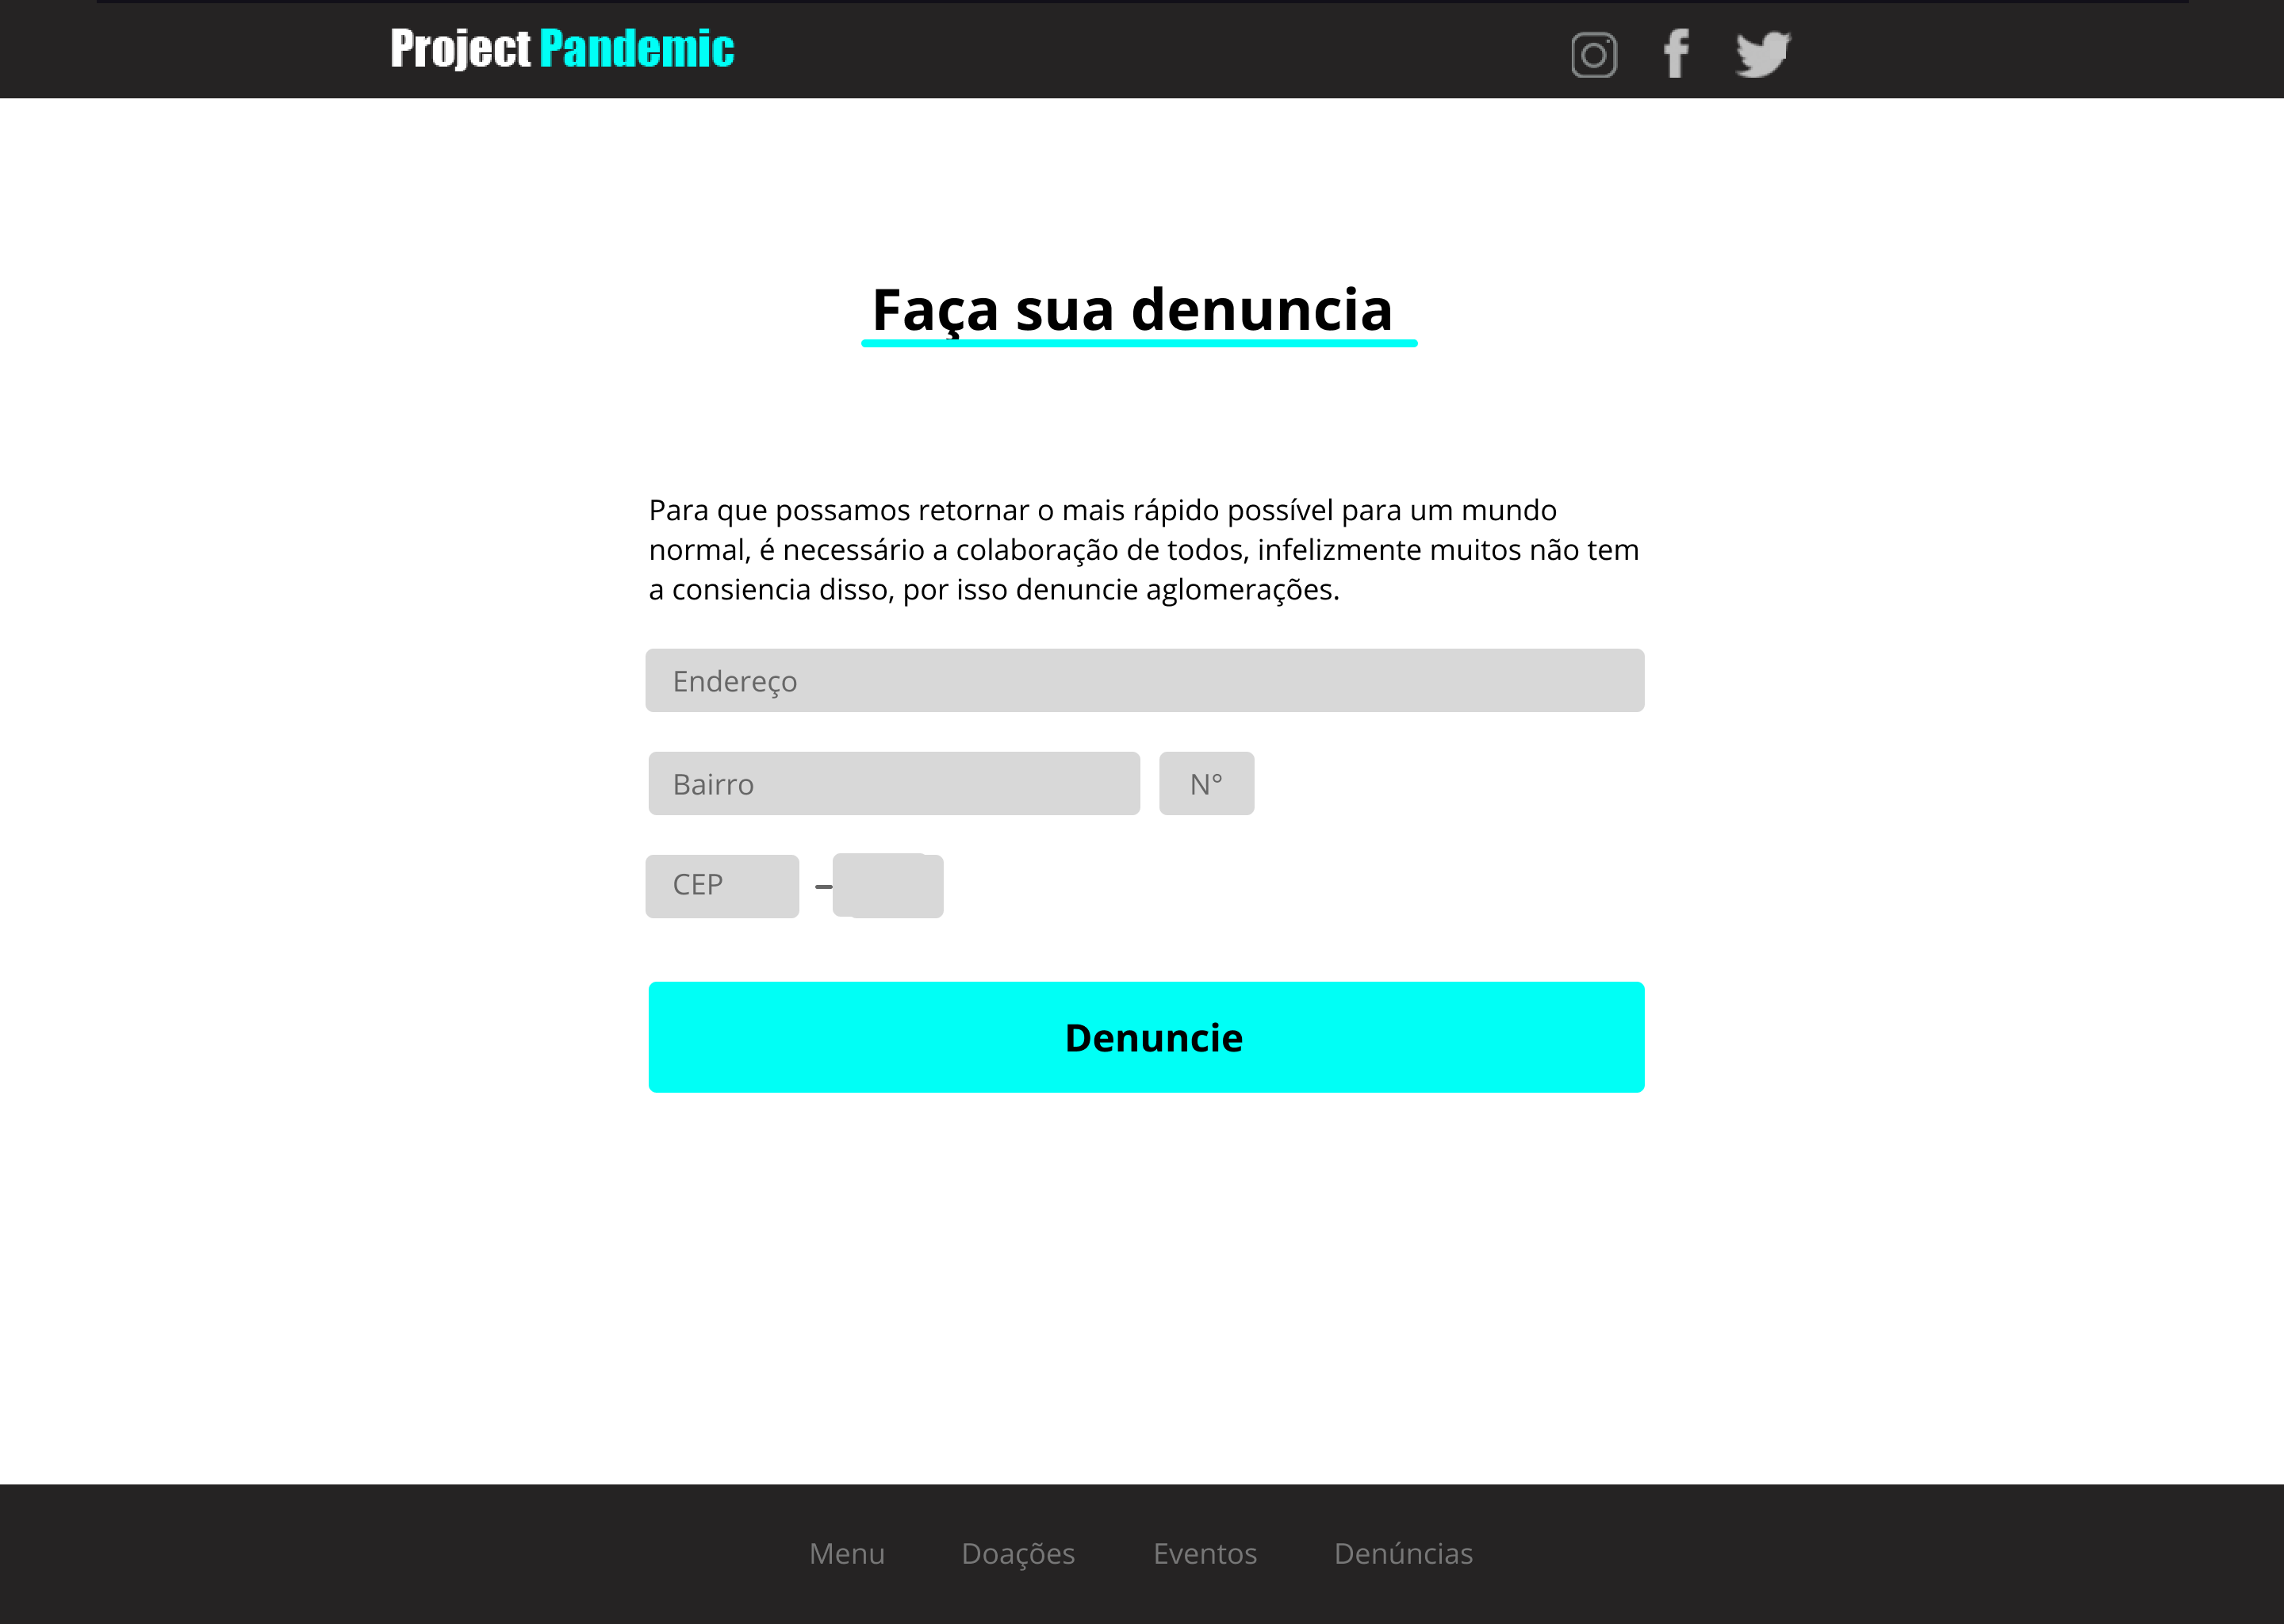 Project Pandemic
Faça sua denuncia
Para que possamos retornar o mais rápido possível para um mundo
normal, é necessário a colaboração de todos, infelizmente muitos não tem
a consiencia disso, por isso denuncie aglomerações.
Endereço
Bairro N°
CEP –
Denuncie
Menu Doações Eventos Denúncias